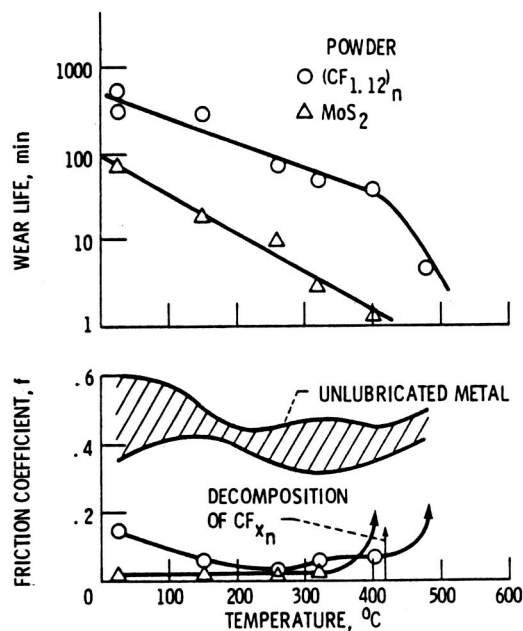 POWDER
(CF1.12)n
MoS2
1000
100
10
1
WEAR LIFE, min
.6
.4
.2
0
FRICTION COEFFICIENT, f
UNLUBRICATED METAL
DECOMPOSITION
OF CFxn
0 100 200 300 400 500 600
TEMPERATURE, °C